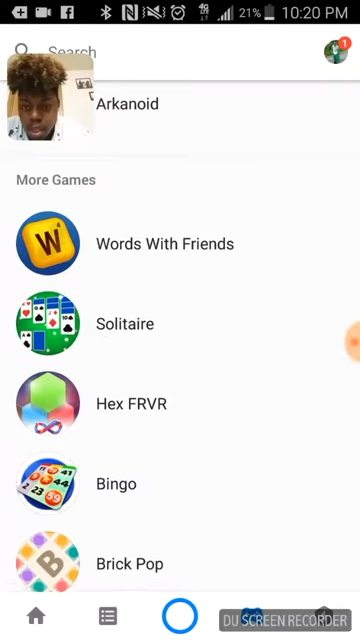 21% 10:20 PM
Search
1
Arkanoid
More Games
W
Words With Friends
Solitaire
Hex FRVR
Bingo
B
Brick Pop
DU SCREEN RECORDER